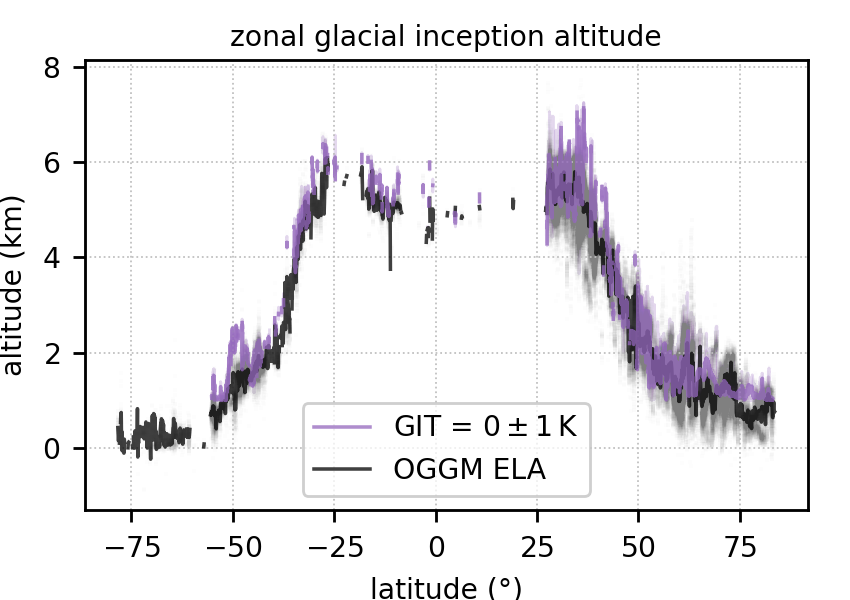 zonal glacial inception altitude
altitude (km)
8
6
4
2
0
GIT = 0 ± 1 K
OGGM ELA
−75 −50 −25 0 25 50 75
latitude (°)